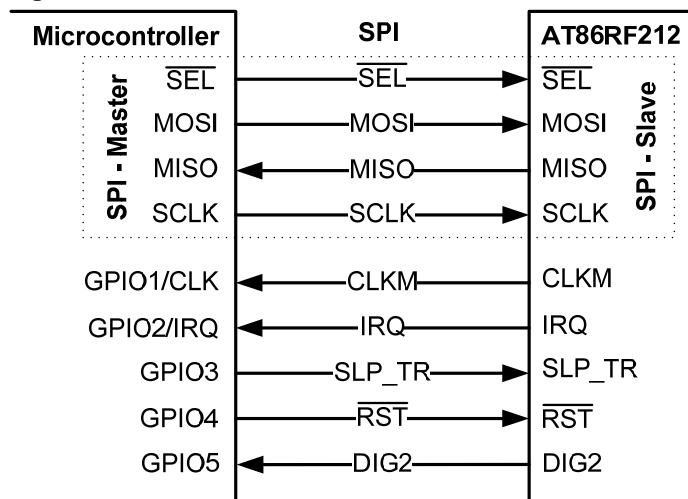 Microcontroller SPI AT86RF212
SPI - Master
SPI - Slave
SEL SEL SEL
MOSI MOSI MOSI
MISO MISO MISO
SCLK SCLK SCLK
GPIO1/CLK CLKM CLKM
GPIO2/IRQ IRQ IRQ
GPIO3 SLP_TR SLP_TR
GPIO4 RST RST
GPIO5 DIG2 DIG2